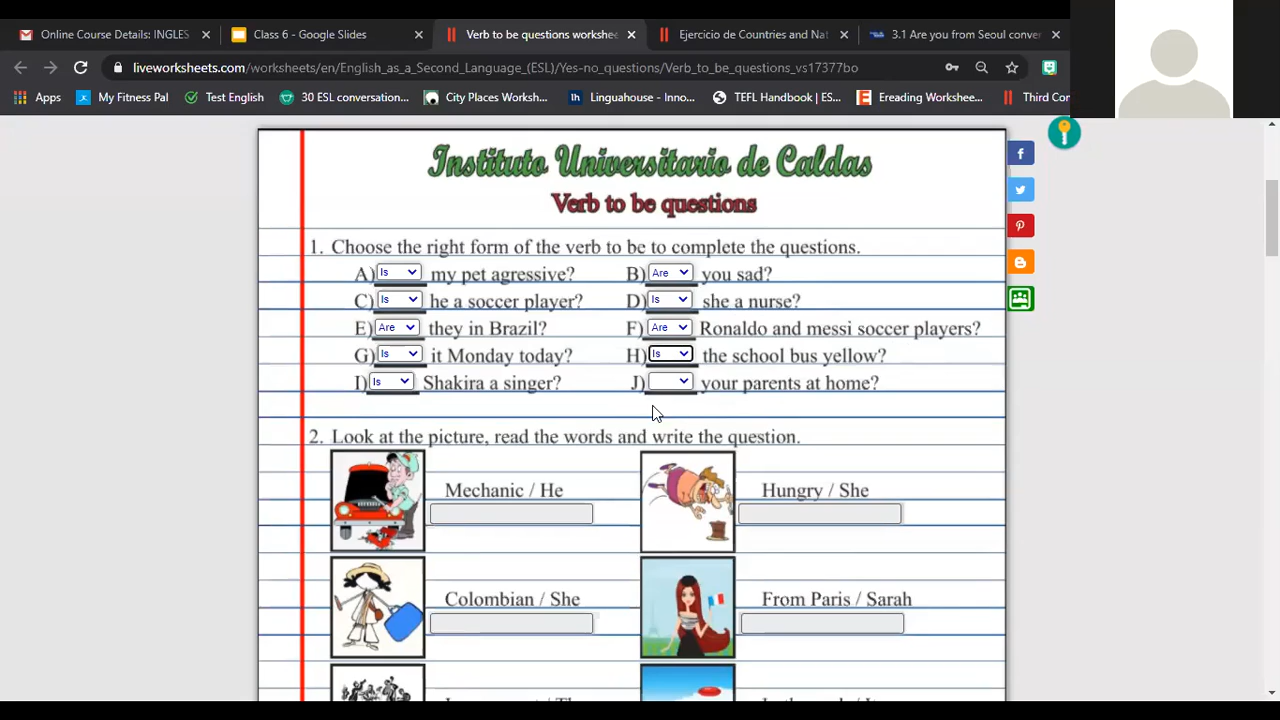 Online Course Details: INGLES
Class 6 - Google Slides
Verb to be questions workshee
Ejercicio de Countries and Nat
3.1 Are you from Seoul conver
liveworksheets.com/worksheets/en/English_as_a_Second_Language_(ESL)/Yes-no_questions/Verb_to_be_questions_vs17377bo
Apps
My Fitness Pal
Test English
30 ESL conversation...
City Places Worksh...
Linguahouse - Inno...
TEFL Handbook | ES...
Ereading Workshee...
Third Con
Instituto Universitario de Caldas
Verb to be questions
1. Choose the right form of the verb to be to complete the questions.
A) Is my pet agressive? B) Are you sad?
C) Is he a soccer player? D) Is she a nurse?
E) Are they in Brazil? F) Are Ronaldo and messi soccer players?
G) Is it Monday today? H) Is the school bus yellow?
I) Is Shakira a singer? J) your parents at home?
2. Look at the picture, read the words and write the question.
Mechanic / He Hungry / She
Colombian / She From Paris / Sarah